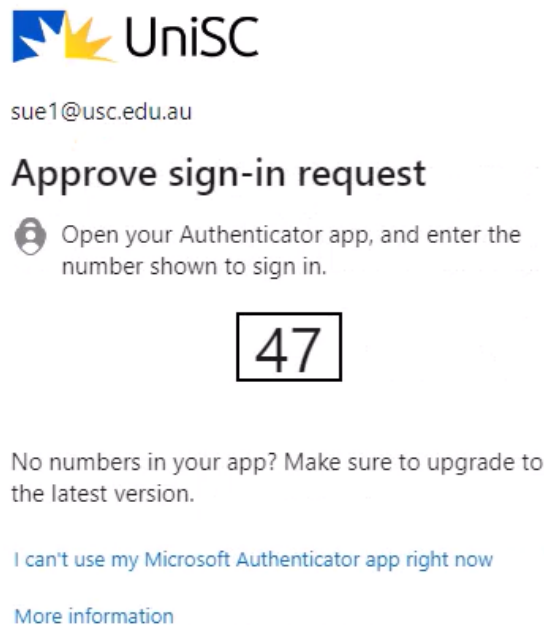 UniSC
sue1@usc.edu.au
Approve sign-in request
Open your Authenticator app, and enter the
number shown to sign in.
47
No numbers in your app? Make sure to upgrade to
the latest version.
I can't use my Microsoft Authenticator app right now
More information